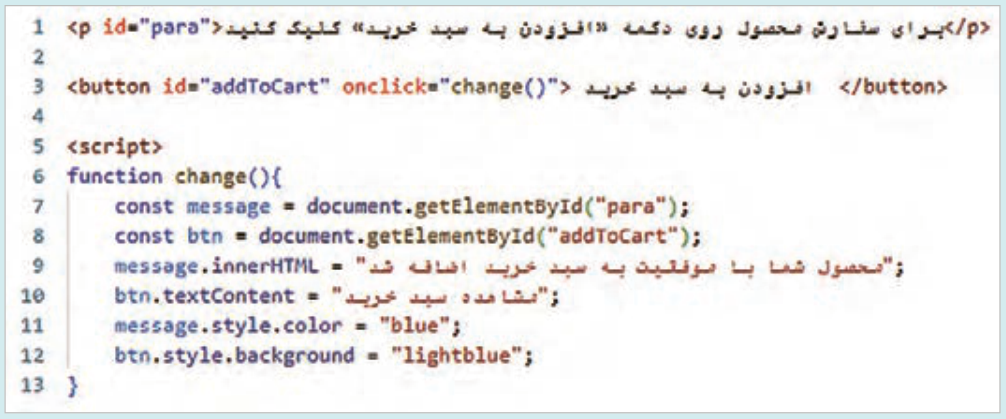 1 <p id="para">برای سفارش محصول روی دکمه «افزودن به سبد خرید» کلیک کنید</p>
2
3 <button id="addToCart" onclick="change()"> افزودن به سبد خرید </button>
4
5 <script>
6 function change(){
7 const message = document.getElementById("para");
8 const btn = document.getElementById("addToCart");
9 message.innerHTML = "محصول شما با موفقیت به سبد خرید اضافه شد";
10 btn.textContent = "مشاهده سبد خرید";
11 message.style.color = "blue";
12 btn.style.background = "lightblue";
13 }